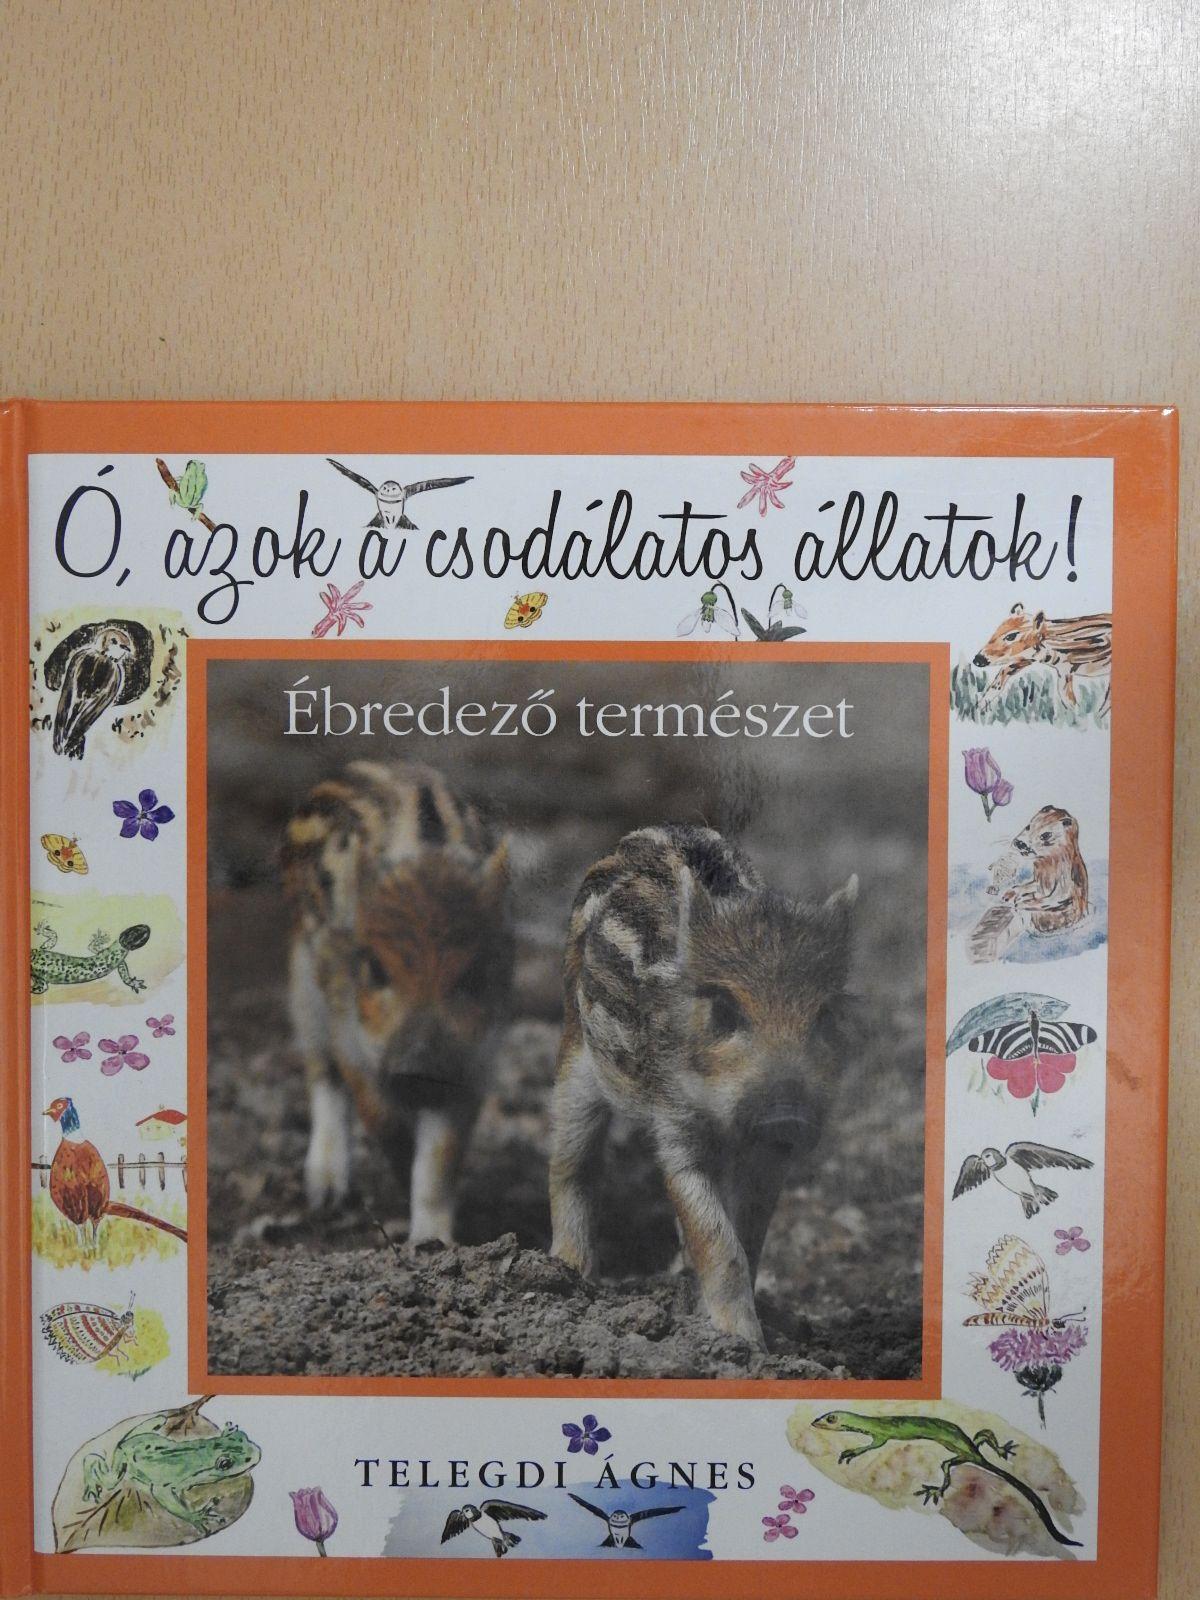 Ó, azok a csodálatos állatok!
Ébredező természet
TELEGDI ÁGNES